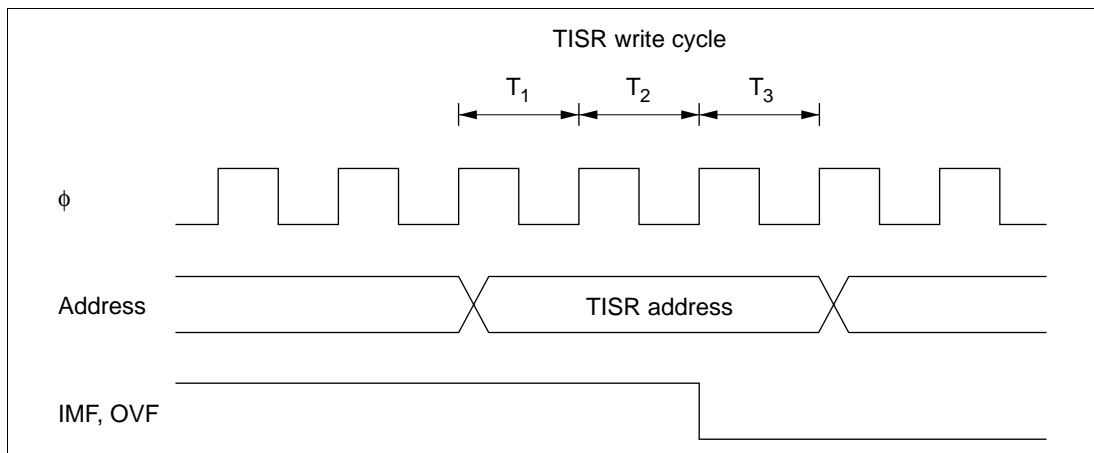 TISR write cycle
T1 T2 T3
ϕ
Address
TISR address
IMF, OVF